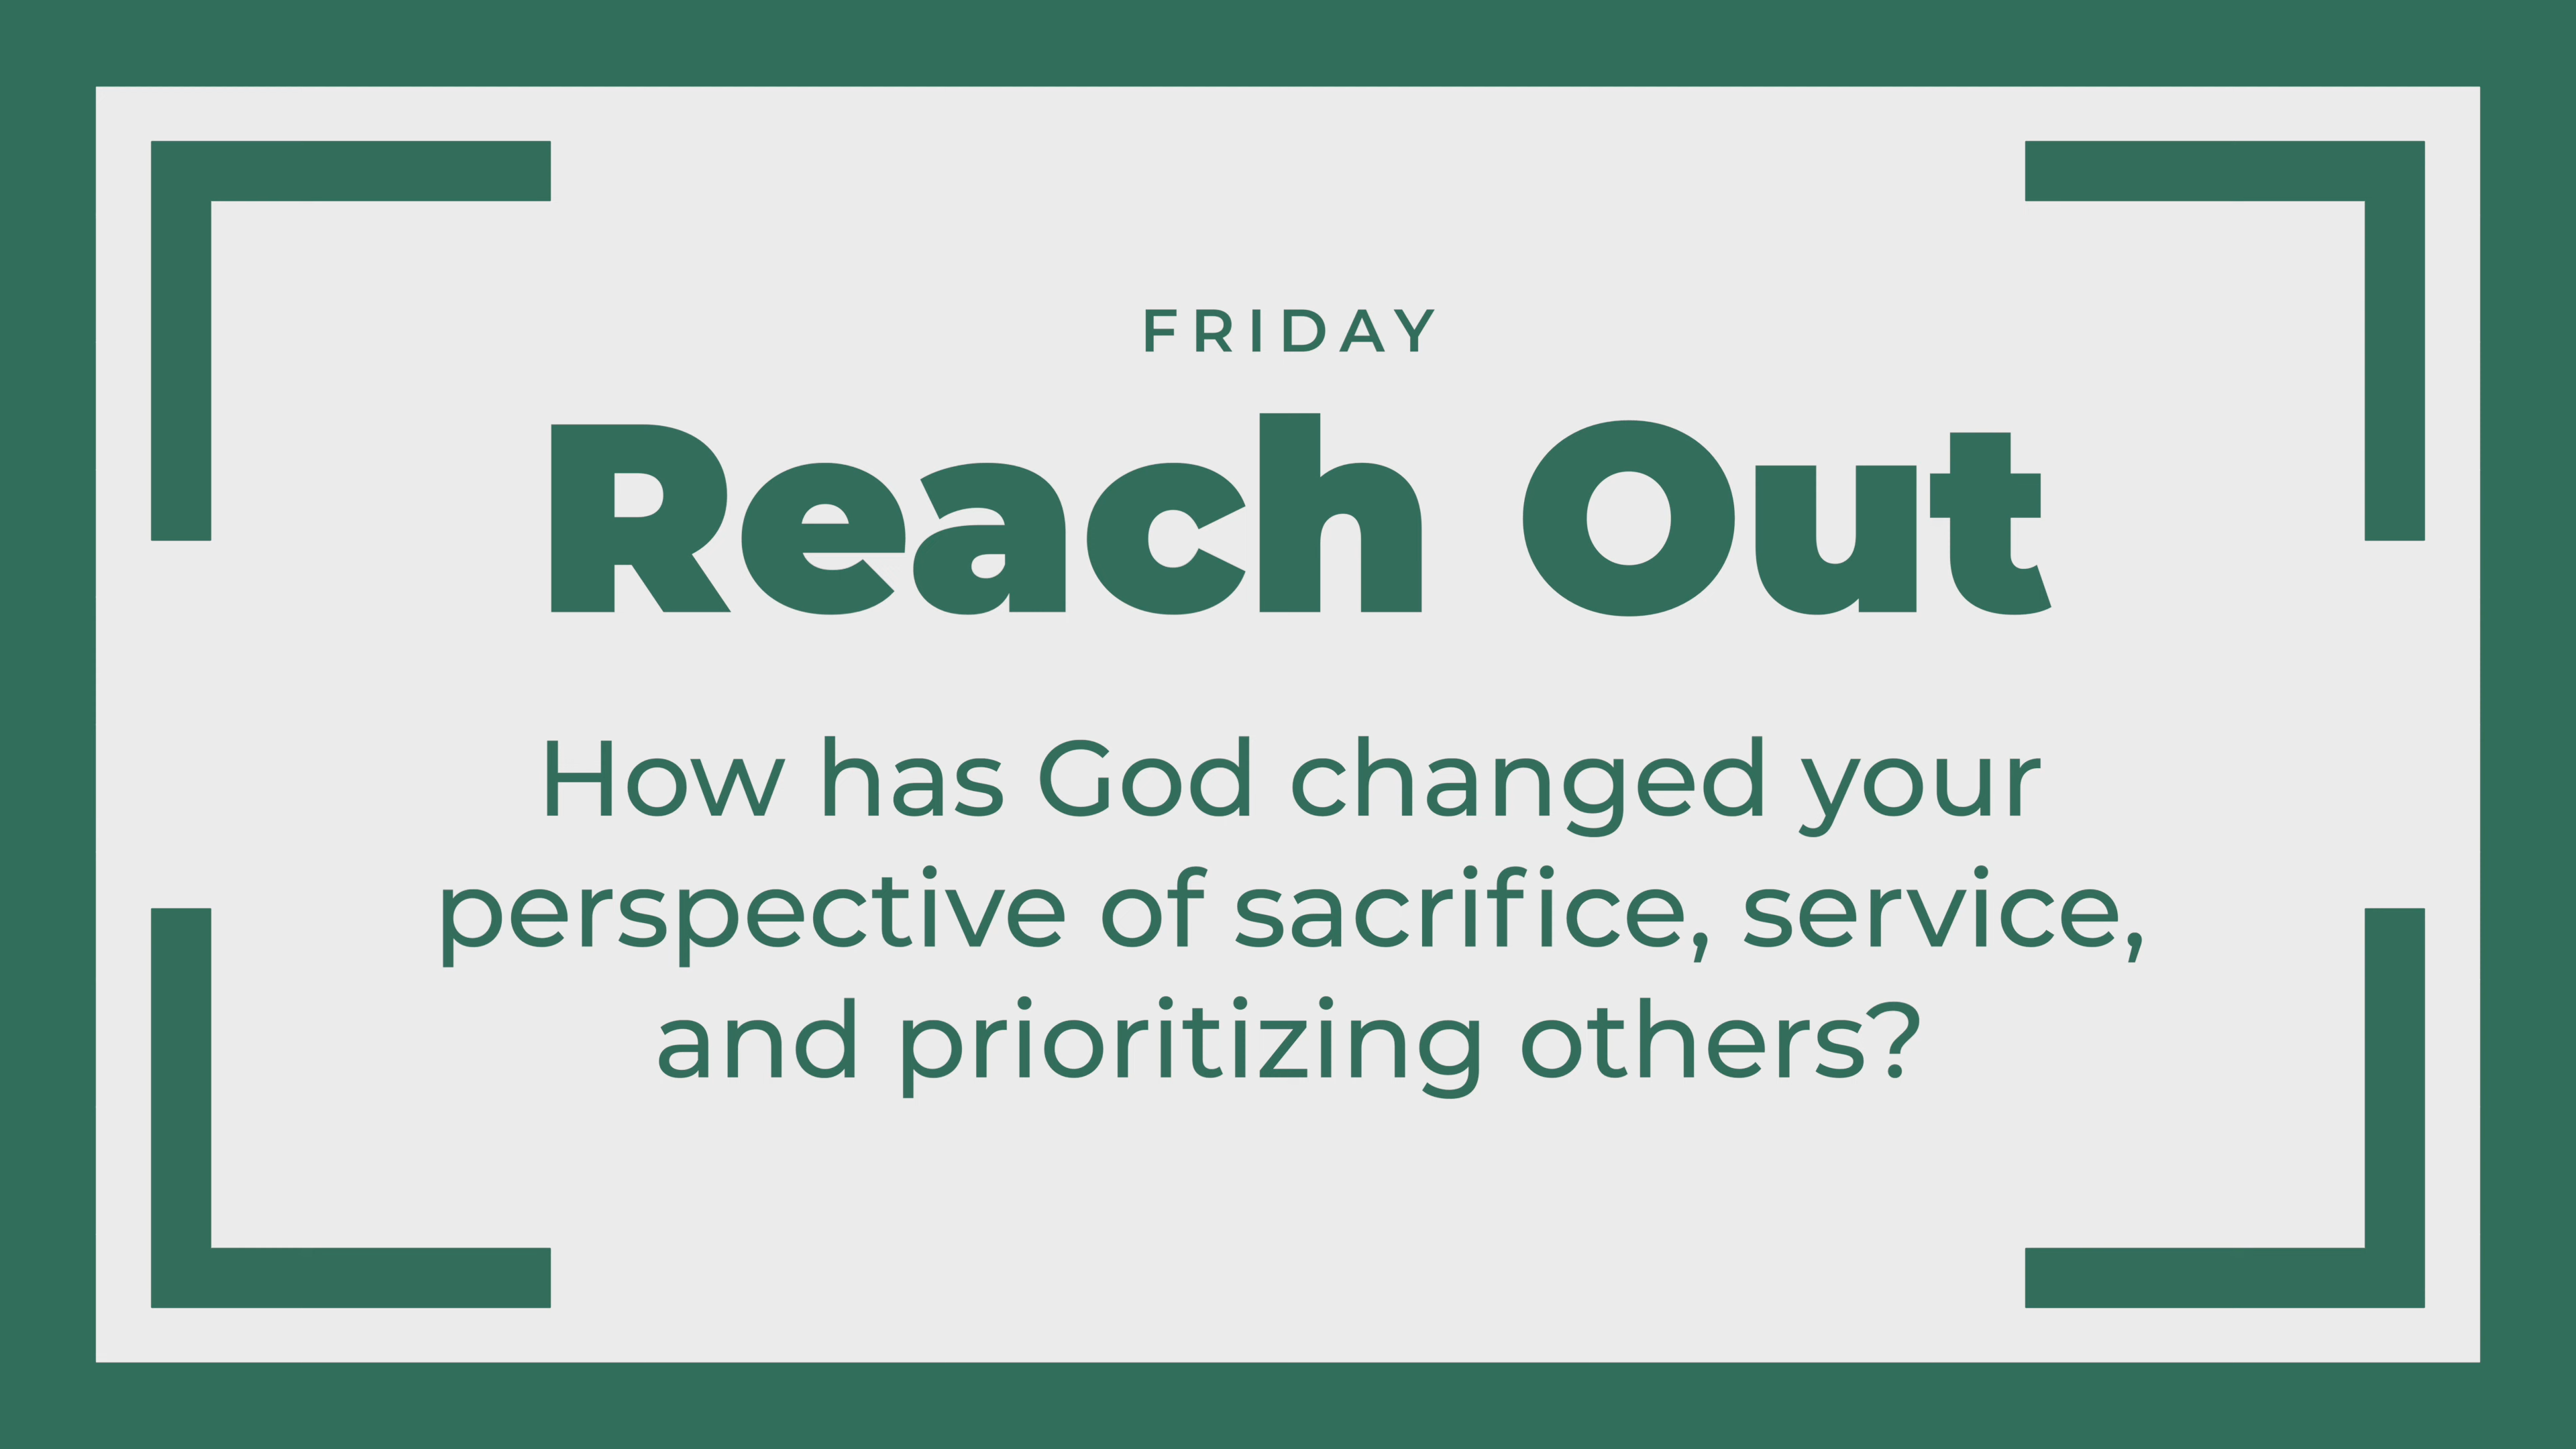 FRIDAY
Reach Out
How has God changed your
perspective of sacrifice, service,
and prioritizing others?